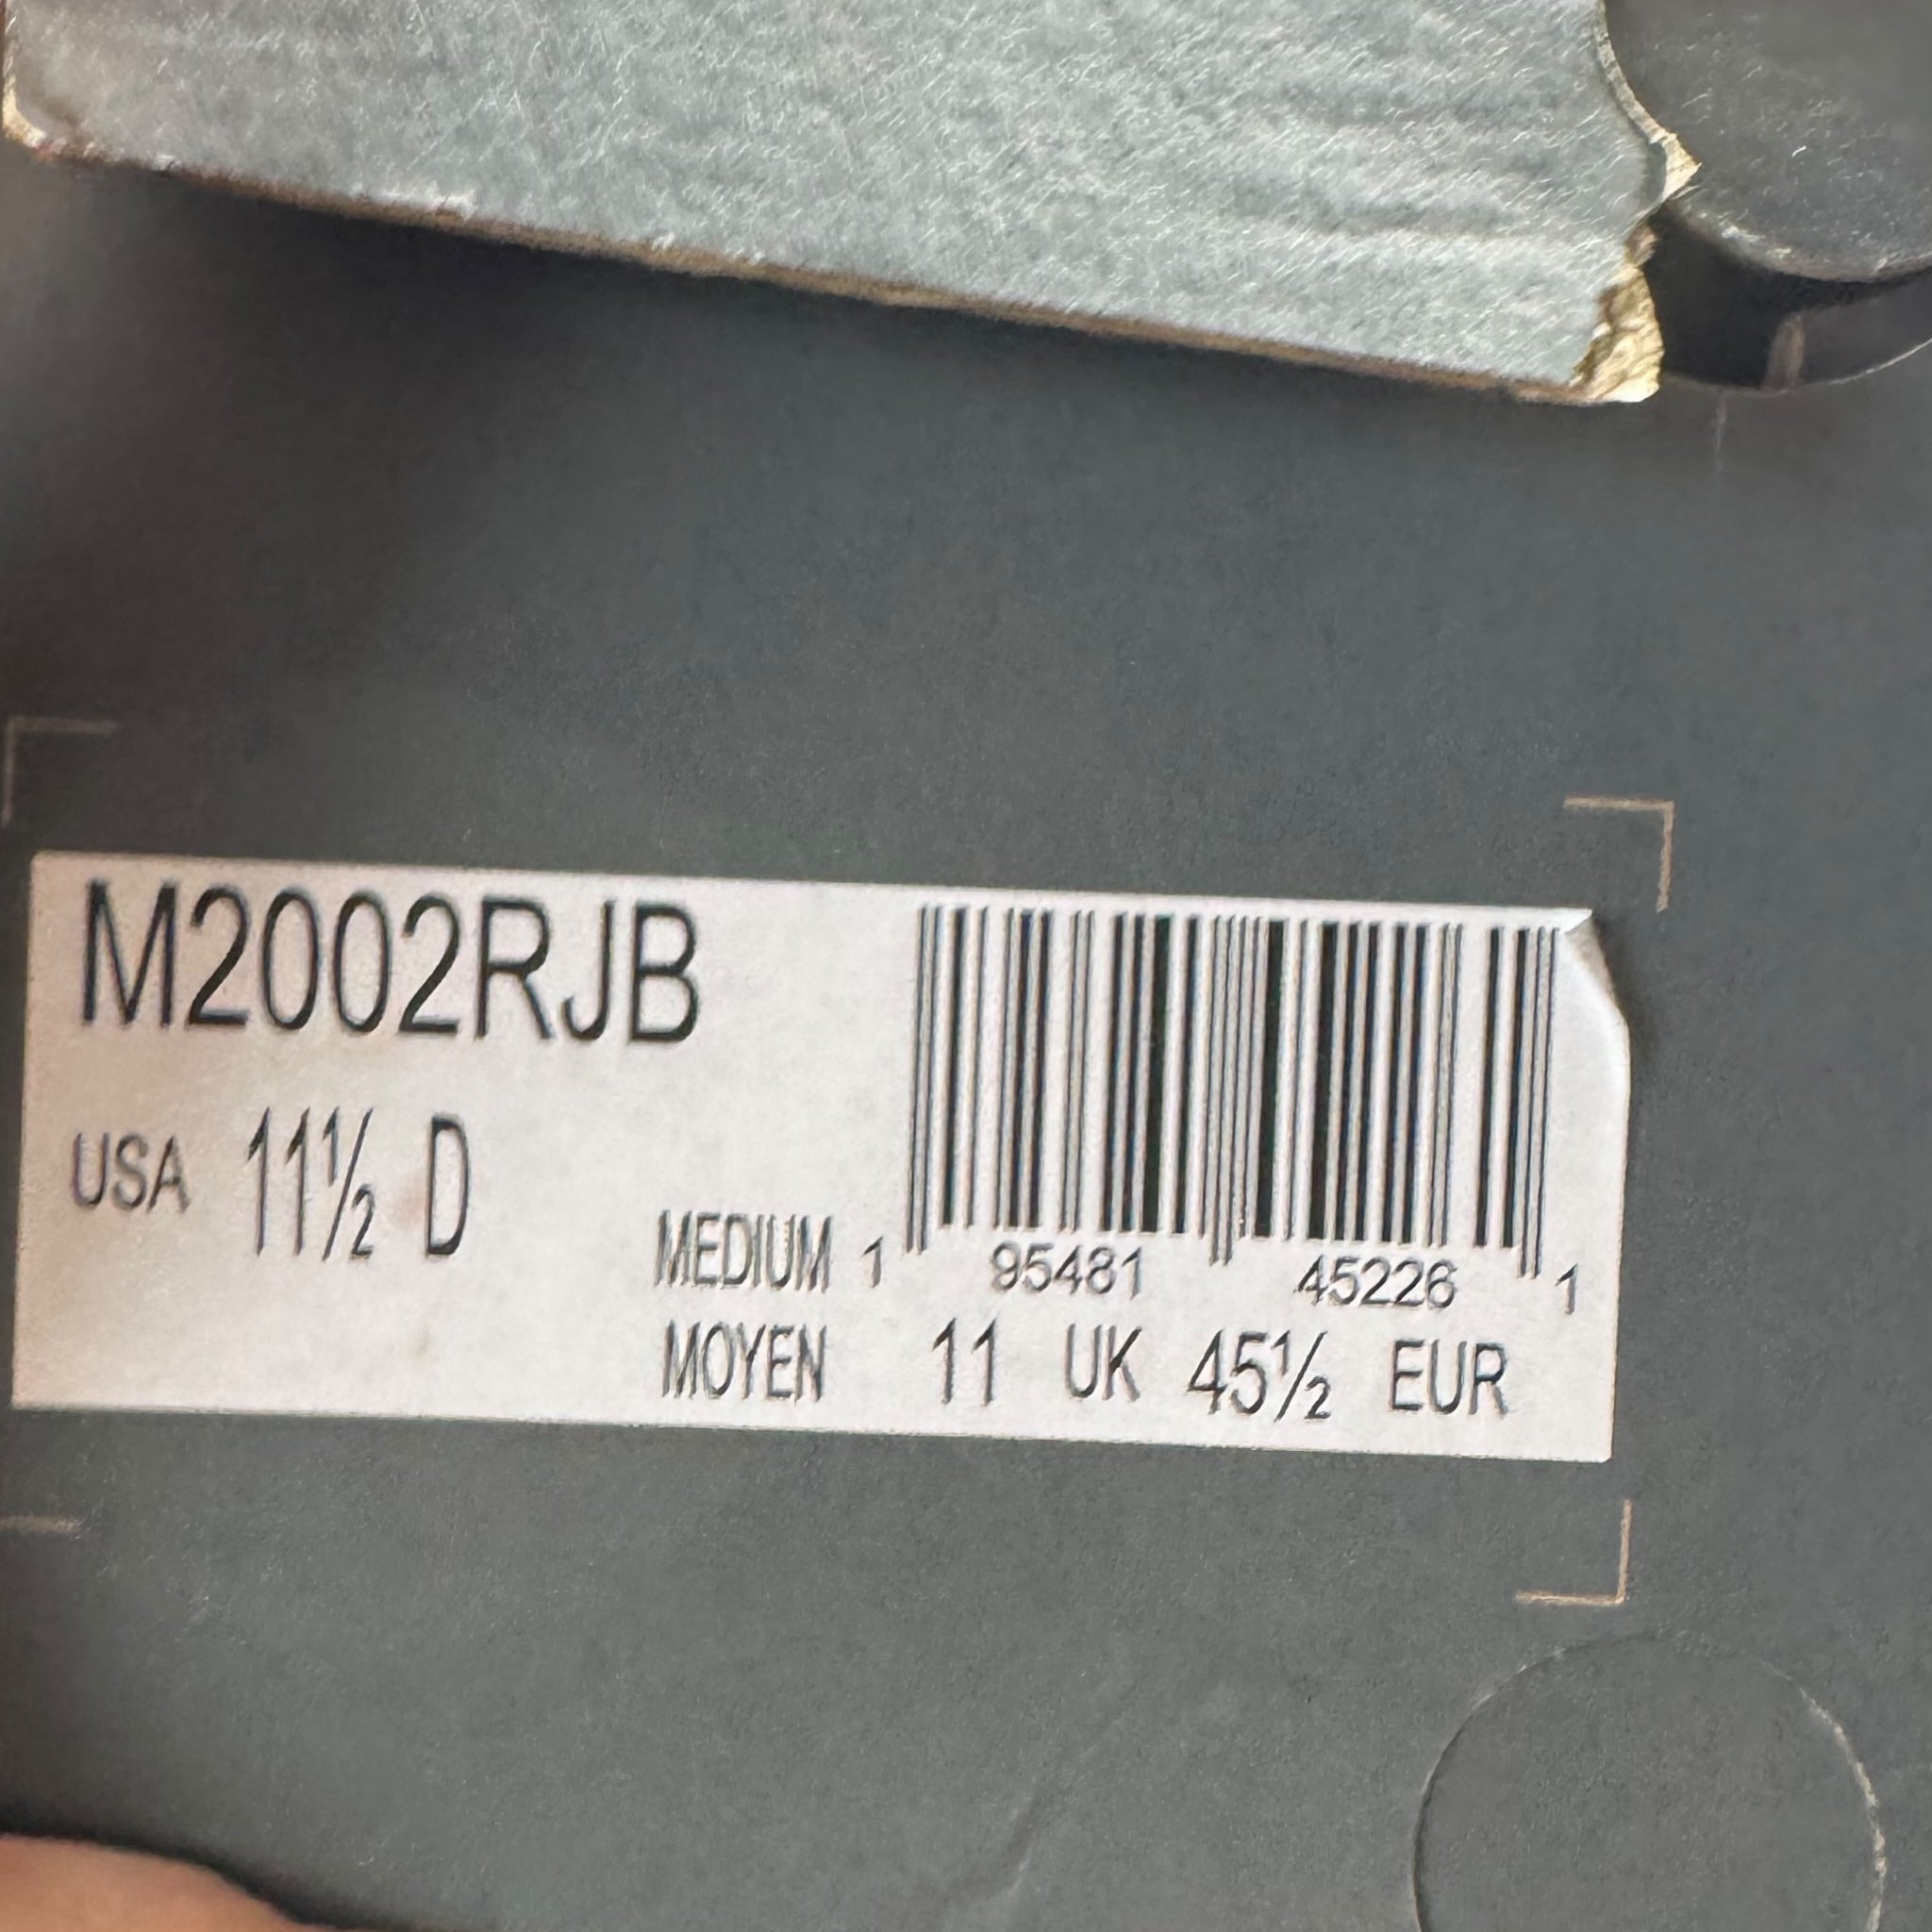 M2002RJB
USA 11½ D
MEDIUM 1 95481 45226 1
MOYEN 11 UK 45½ EUR